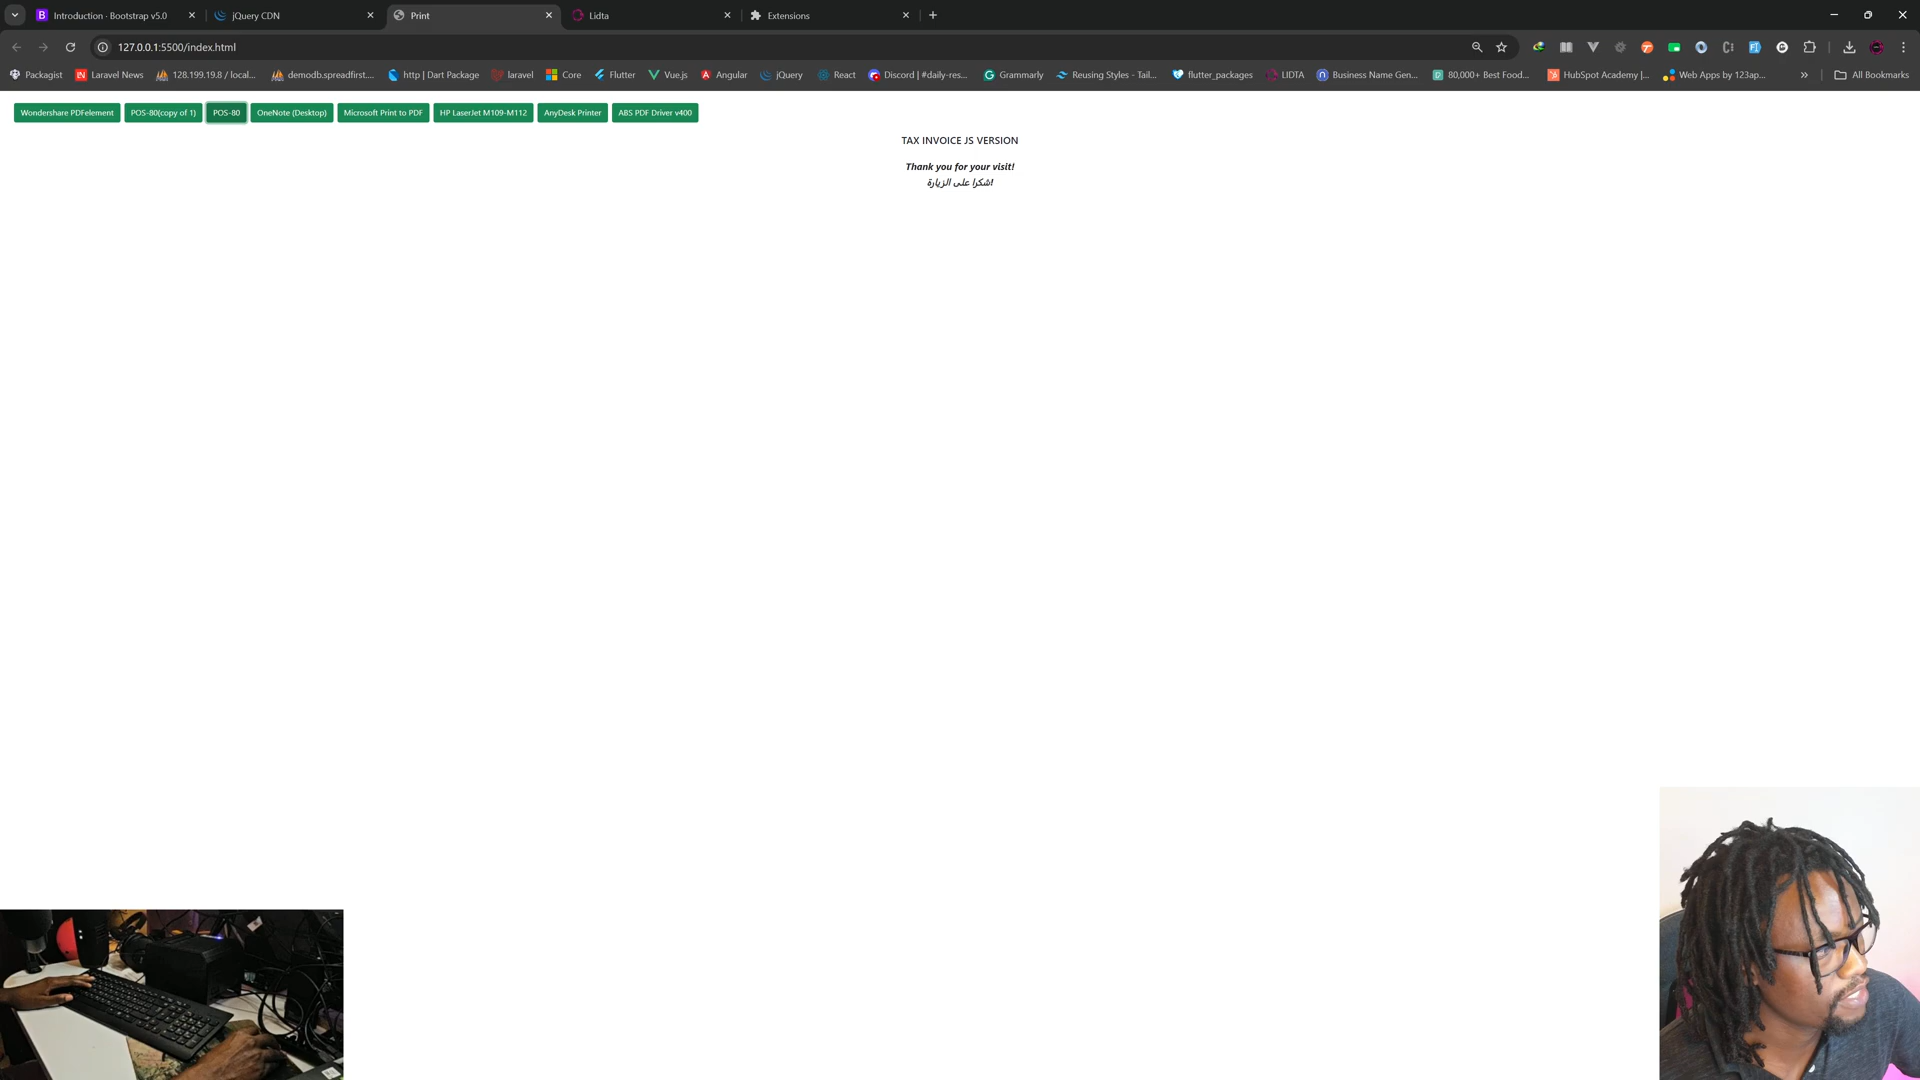 Introduction · Bootstrap v5.0
jQuery CDN
Print
Lidta
Extensions
127.0.0.1:5500/index.html
Packagist
Laravel News
128.199.19.8 / local...
demodb.spreadfirst....
http | Dart Package
laravel
Core
Flutter
Vue.js
Angular
jQuery
React
Discord | #daily-res...
Grammarly
Reusing Styles - Tail...
flutter_packages
LIDTA
Business Name Gen...
80,000+ Best Food...
HubSpot Academy |...
Web Apps by 123ap...
All Bookmarks
Wondershare PDFelement
POS-80(copy of 1)
POS-80
OneNote (Desktop)
Microsoft Print to PDF
HP LaserJet M109-M112
AnyDesk Printer
ABS PDF Driver v400
TAX INVOICE JS VERSION
Thank you for your visit!
شكرا على الزيارة!